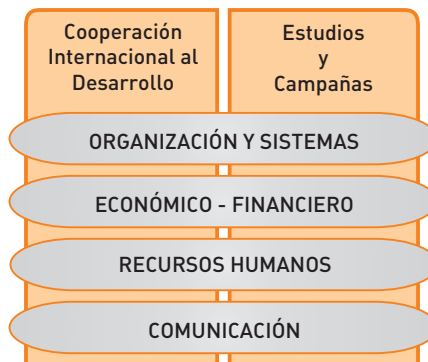 Cooperación
Internacional al
Desarrollo
Estudios
y
Campañas
ORGANIZACIÓN Y SISTEMAS
ECONÓMICO - FINANCIERO
RECURSOS HUMANOS
COMUNICACIÓN